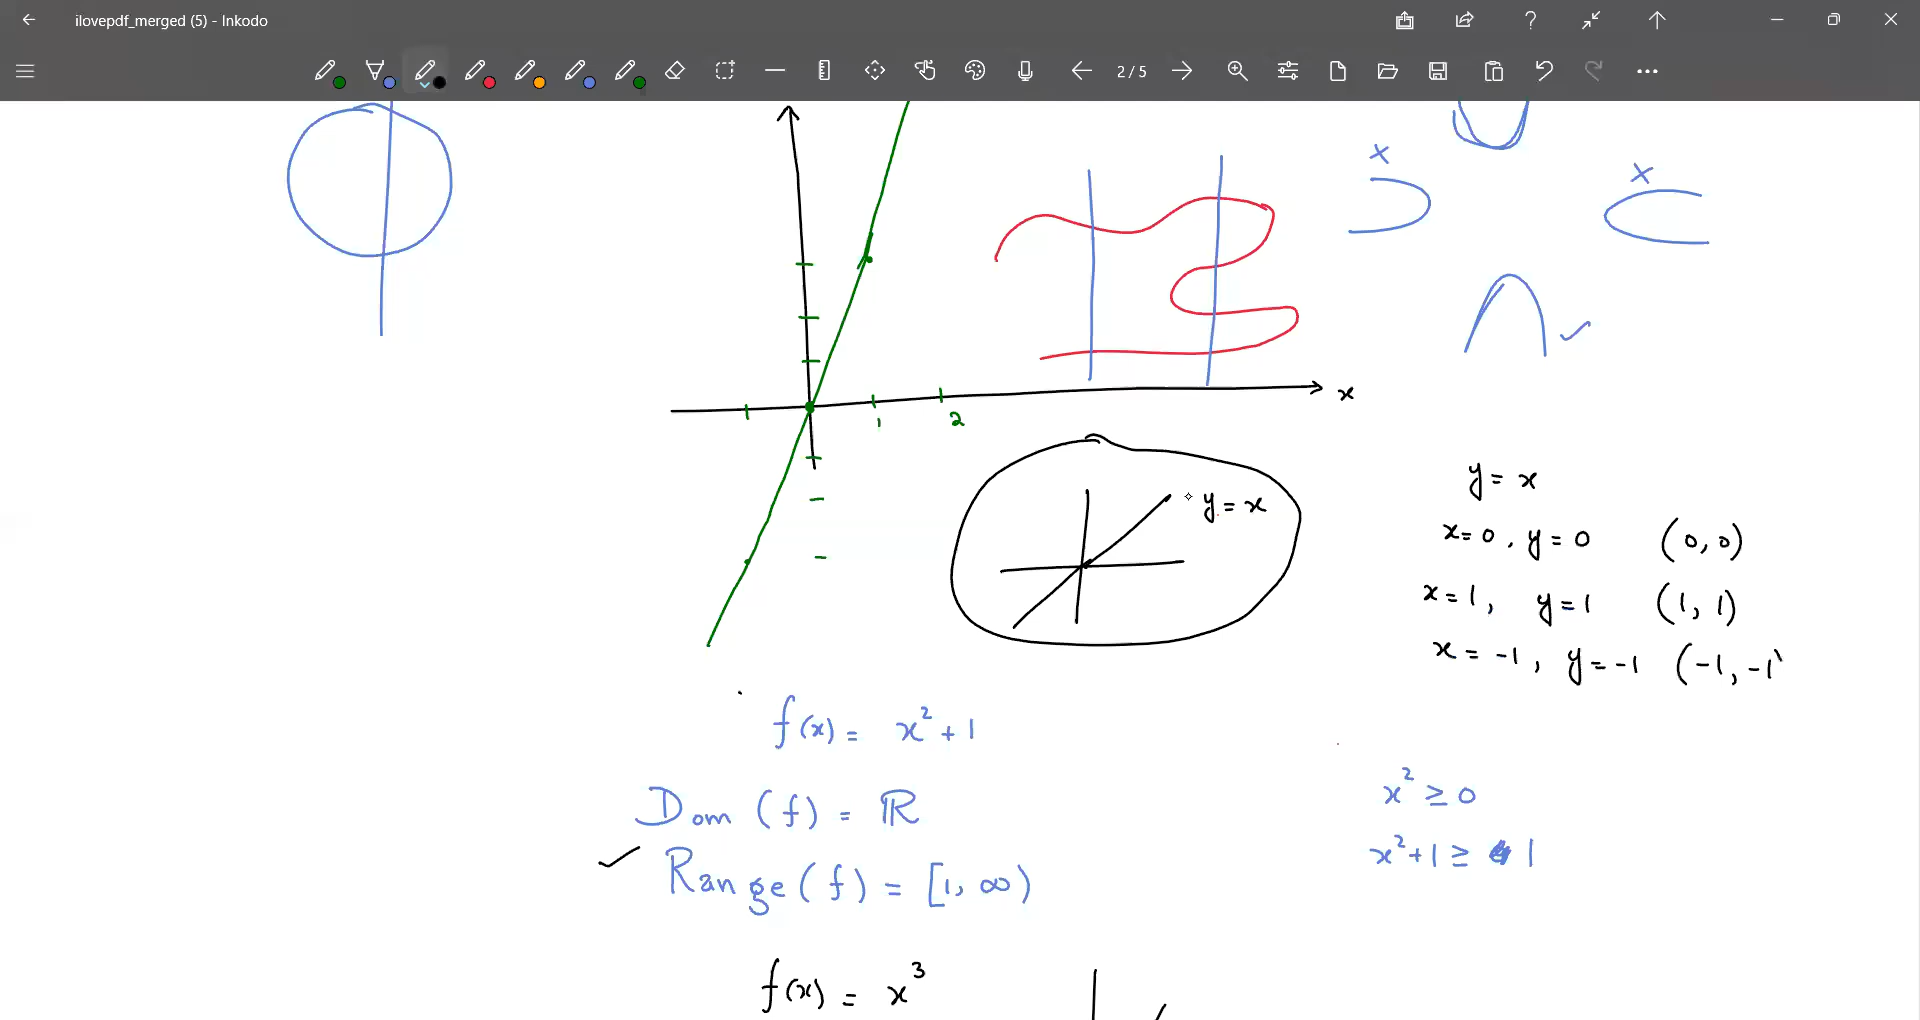 ilovepdf_merged (5) - Inkodo
2 / 5
x
x
x
1
2
y = x
y = x
x = 0 , y = 0 (0, 0)
x = 1, y = 1 (1, 1)
x = -1, y = -1 (-1, -1)
f(x) = x² + 1
Dom (f) = ℝ
x² ≥ 0
x² + 1 ≥ 1
Range (f) = [1, ∞)
f(x) = x³